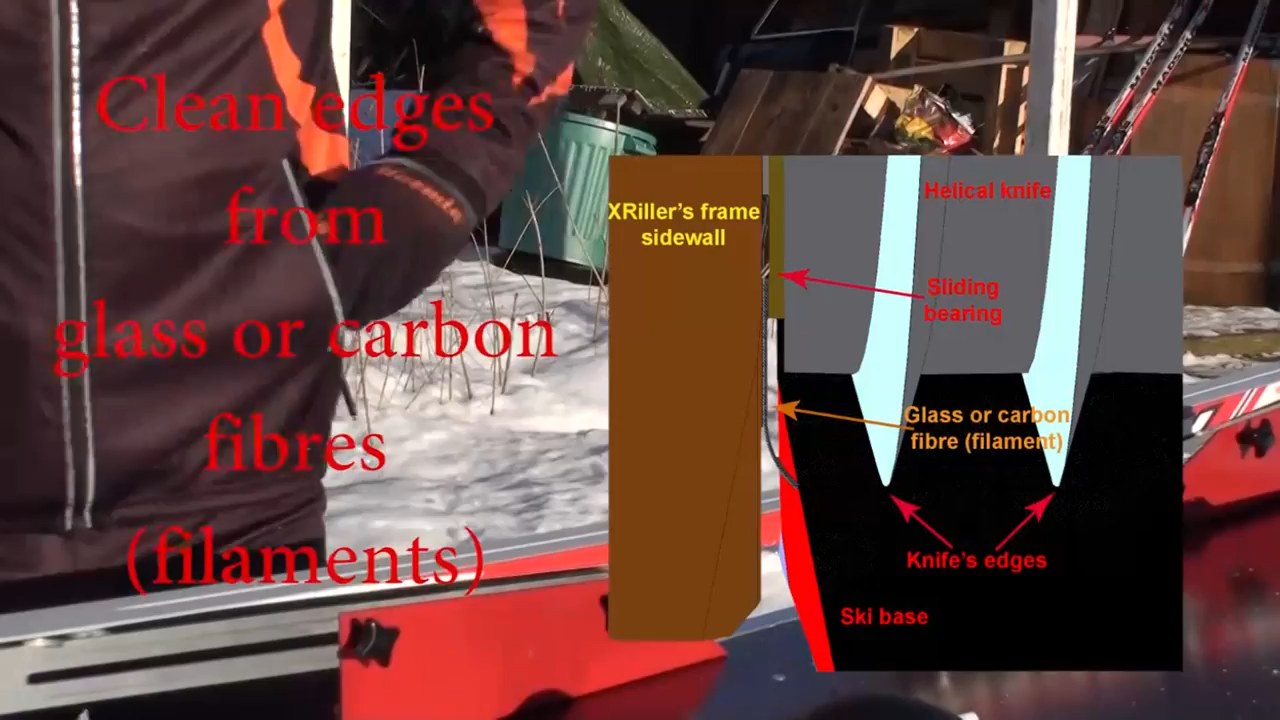 Clean edges
from
glass or carbon
fibres
(filaments)
XRiller's frame
sidewall
Helical knife
Sliding
bearing
Glass or carbon
fibre (filament)
Knife's edges
Ski base